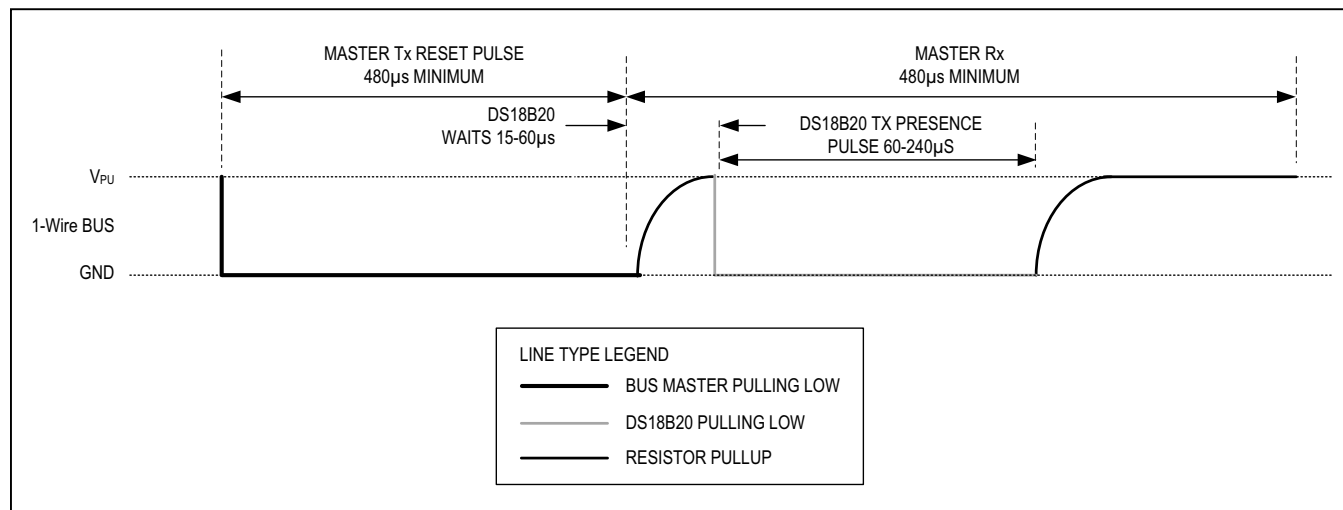 MASTER Tx RESET PULSE
480µs MINIMUM
MASTER Rx
480µs MINIMUM
DS18B20
WAITS 15-60µs
DS18B20 TX PRESENCE
PULSE 60-240µS
VPU
1-Wire BUS
GND
LINE TYPE LEGEND
BUS MASTER PULLING LOW
DS18B20 PULLING LOW
RESISTOR PULLUP